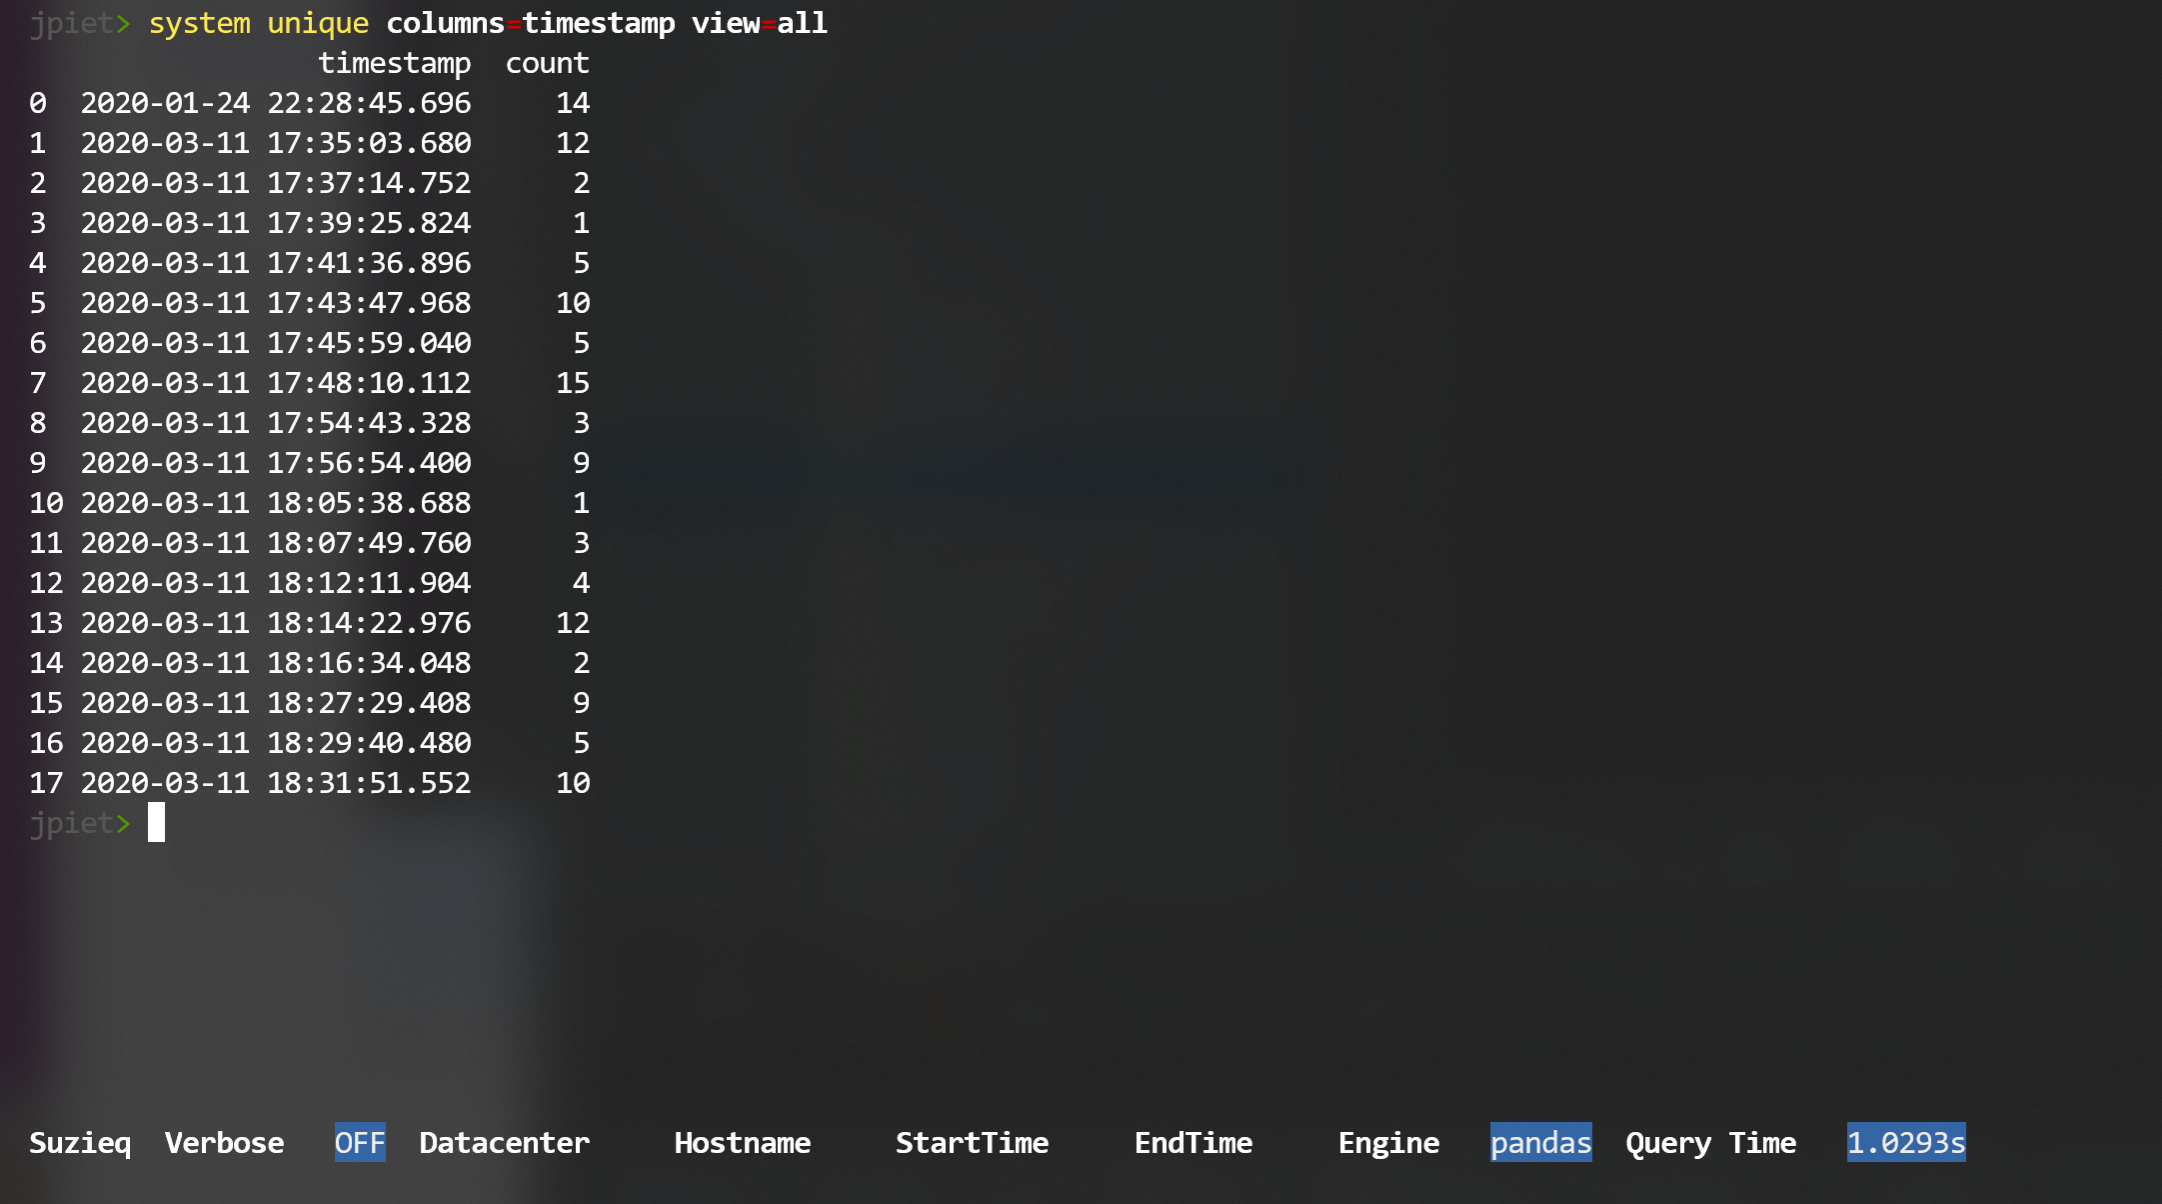 jpiet> system unique columns=timestamp view=all
timestamp count
0 2020-01-24 22:28:45.696 14
1 2020-03-11 17:35:03.680 12
2 2020-03-11 17:37:14.752 2
3 2020-03-11 17:39:25.824 1
4 2020-03-11 17:41:36.896 5
5 2020-03-11 17:43:47.968 10
6 2020-03-11 17:45:59.040 5
7 2020-03-11 17:48:10.112 15
8 2020-03-11 17:54:43.328 3
9 2020-03-11 17:56:54.400 9
10 2020-03-11 18:05:38.688 1
11 2020-03-11 18:07:49.760 3
12 2020-03-11 18:12:11.904 4
13 2020-03-11 18:14:22.976 12
14 2020-03-11 18:16:34.048 2
15 2020-03-11 18:27:29.408 9
16 2020-03-11 18:29:40.480 5
17 2020-03-11 18:31:51.552 10
jpiet>
Suzieq Verbose OFF Datacenter Hostname StartTime EndTime Engine pandas Query Time 1.0293s